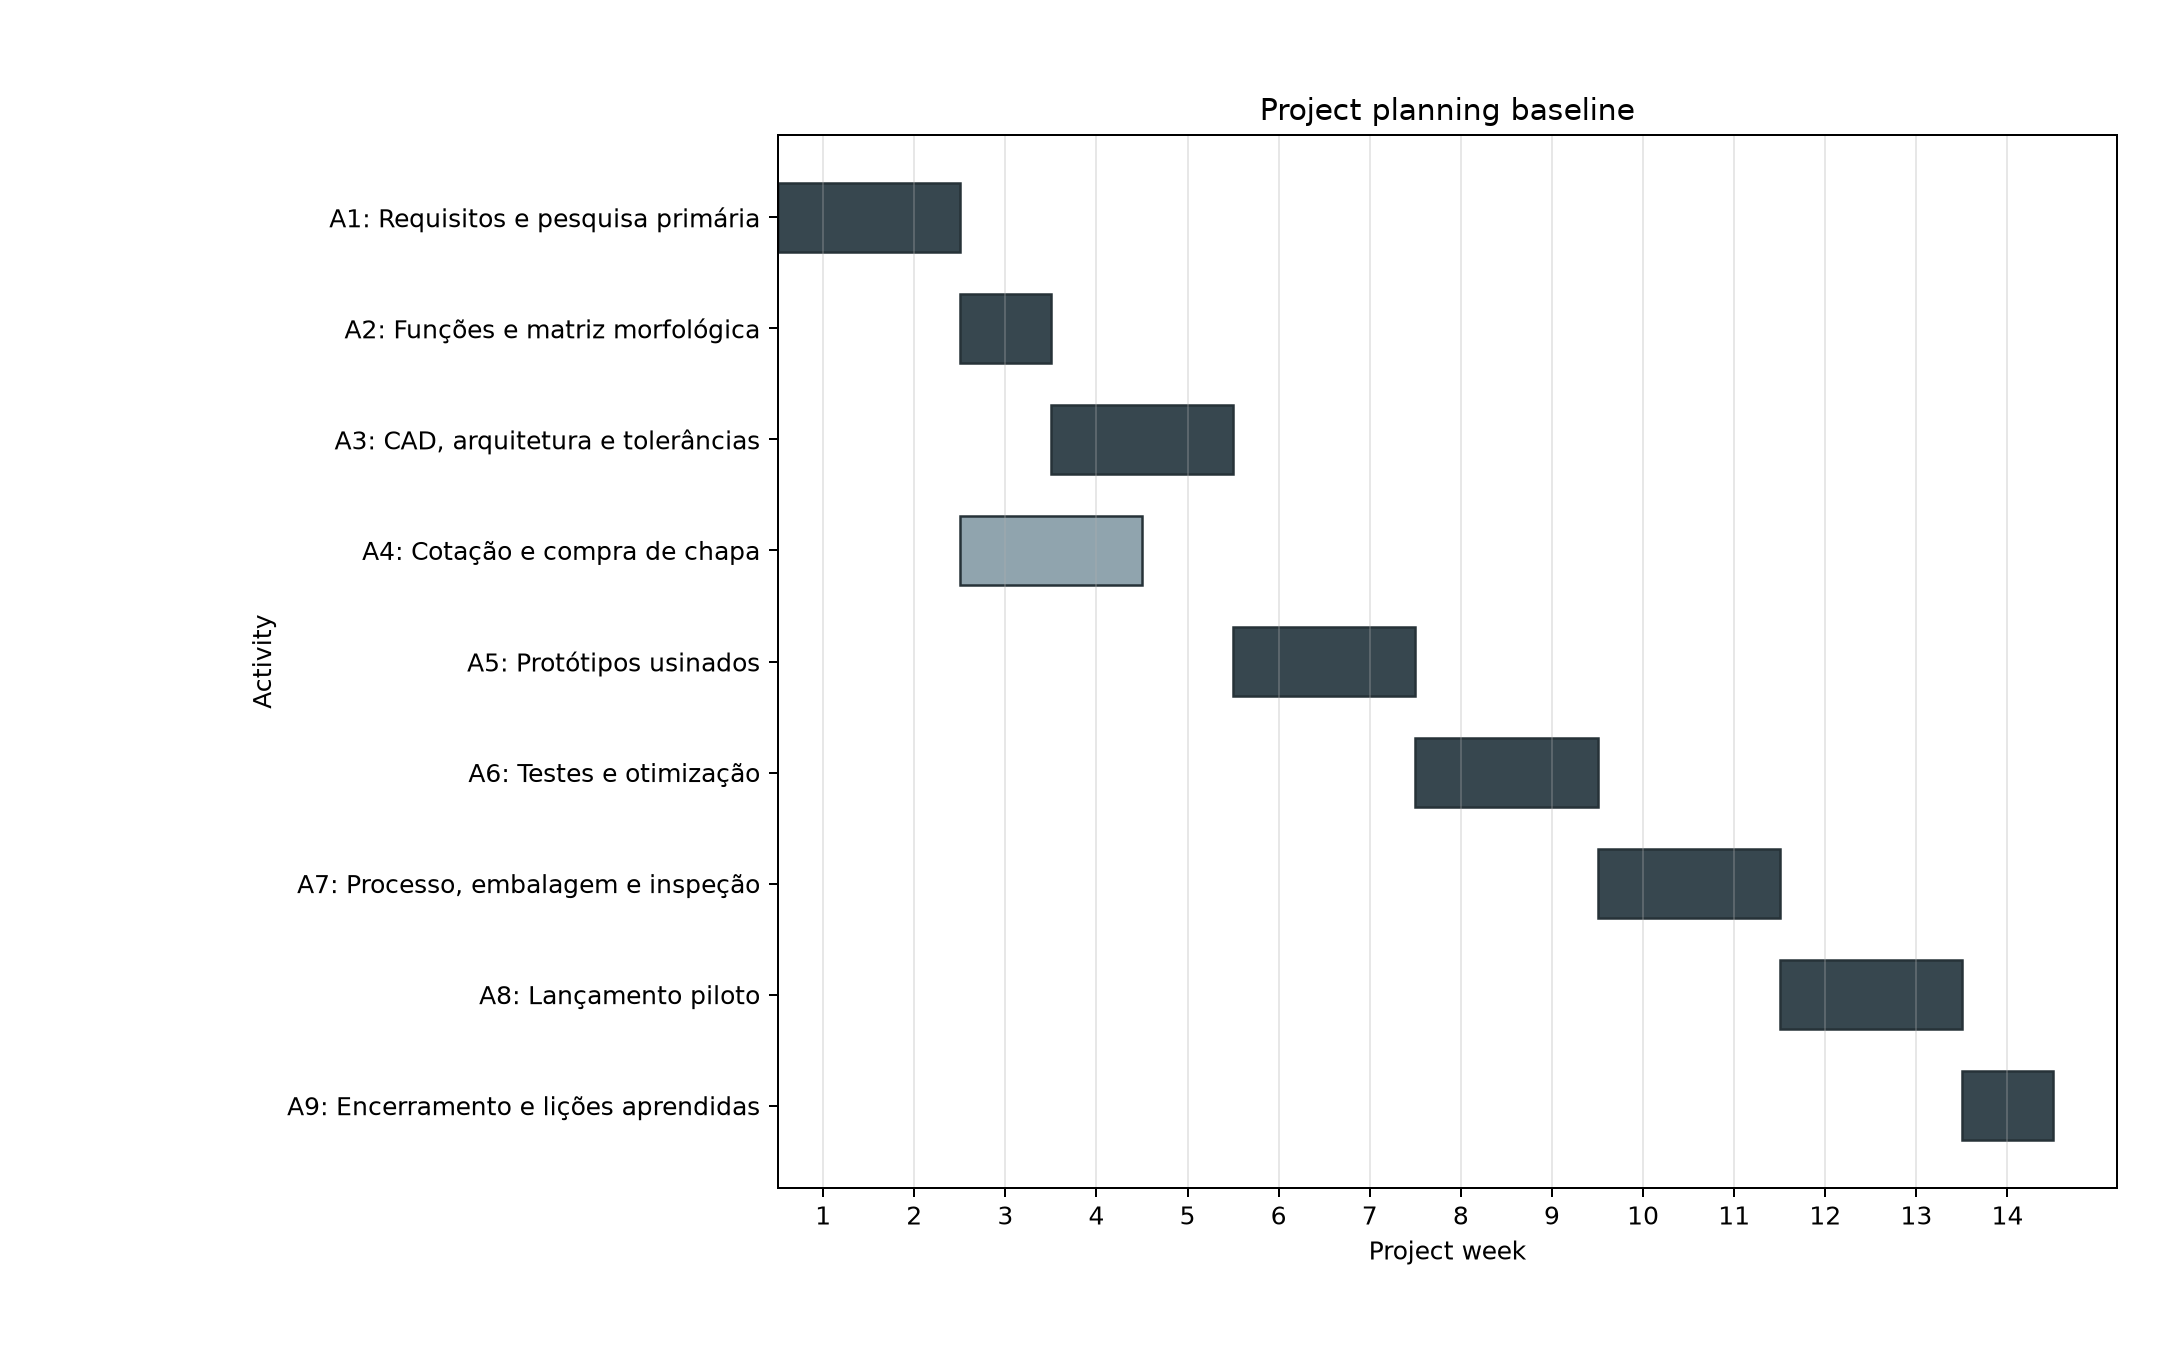 Project planning baseline
A1: Requisitos e pesquisa primária
A2: Funções e matriz morfológica
A3: CAD, arquitetura e tolerâncias
A4: Cotação e compra de chapa
A5: Protótipos usinados
A6: Testes e otimização
A7: Processo, embalagem e inspeção
A8: Lançamento piloto
A9: Encerramento e lições aprendidas
Activity
1 2 3 4 5 6 7 8 9 10 11 12 13 14
Project week